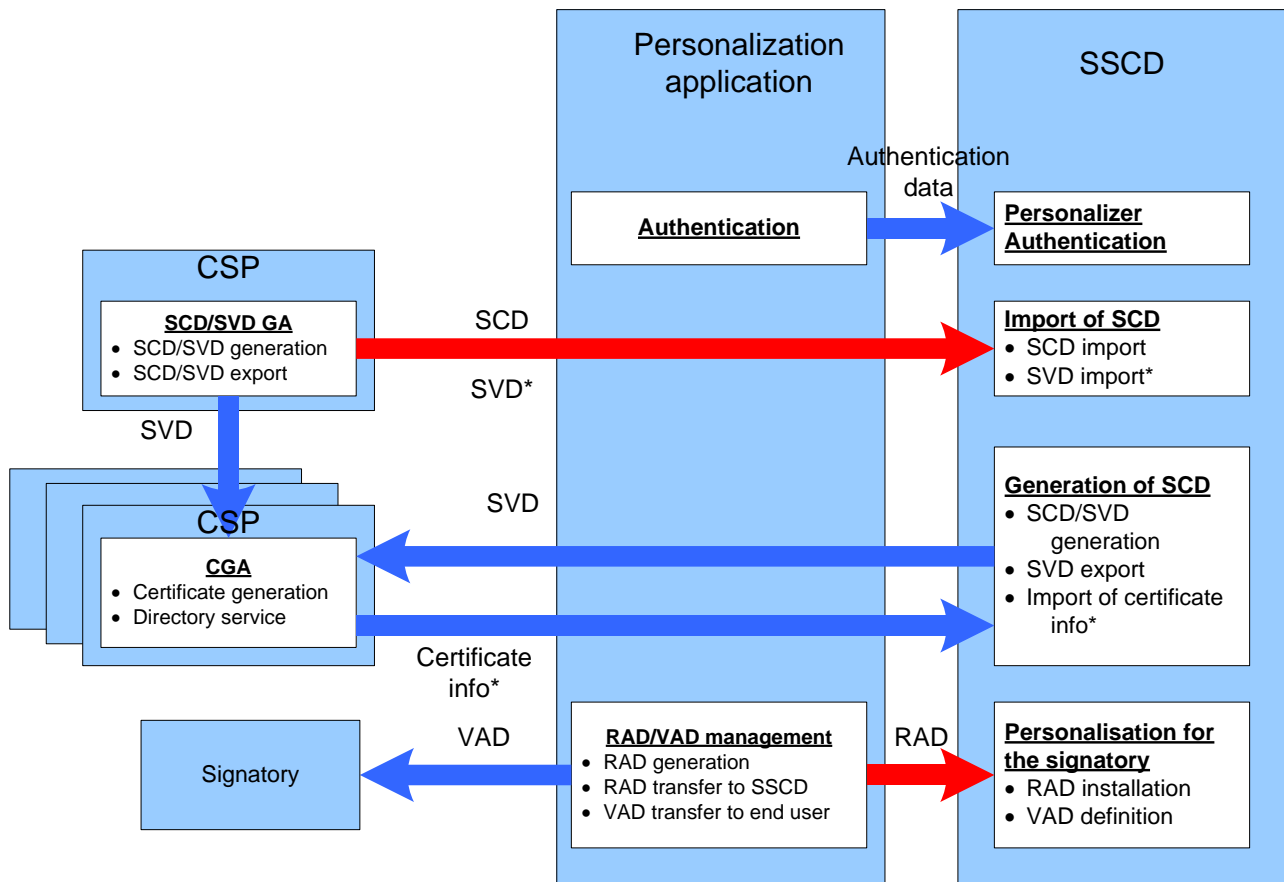 Personalization
application
SSCD
Authentication
data
Authentication
Personalizer
Authentication
CSP
SCD/SVD GA
• SCD/SVD generation
• SCD/SVD export
SCD
SVD*
Import of SCD
• SCD import
• SVD import*
SVD
CSP
CGA
• Certificate generation
• Directory service
SVD
Generation of SCD
• SCD/SVD
generation
• SVD export
• Import of certificate
info*
Certificate
info*
Signatory
VAD
RAD/VAD management
• RAD generation
• RAD transfer to SSCD
• VAD transfer to end user
RAD
Personalisation for
the signatory
• RAD installation
• VAD definition